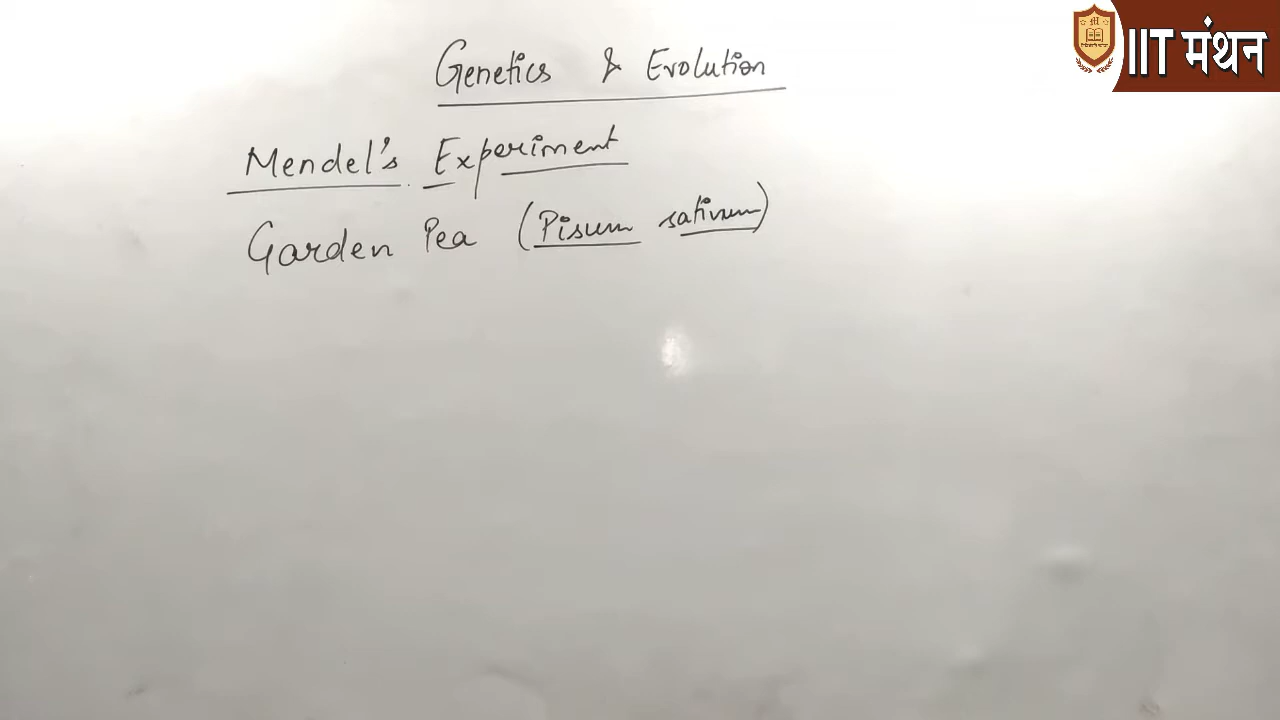 IIT मंथन
Genetics & Evolution
Mendel's Experiment
Garden Pea (Pisum sativum)